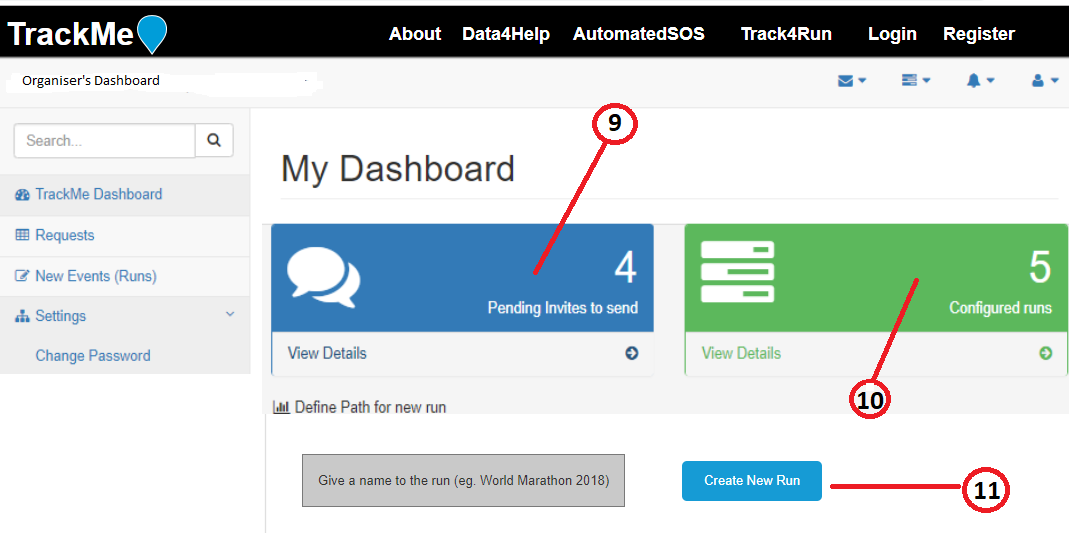 TrackMe
About Data4Help AutomatedSOS Track4Run Login Register
Organiser's Dashboard
Search...
TrackMe Dashboard
Requests
New Events (Runs)
Settings
Change Password
9
My Dashboard
4
Pending Invites to send
View Details
5
Configured runs
View Details
10
Define Path for new run
Give a name to the run (eg. World Marathon 2018)
Create New Run
11